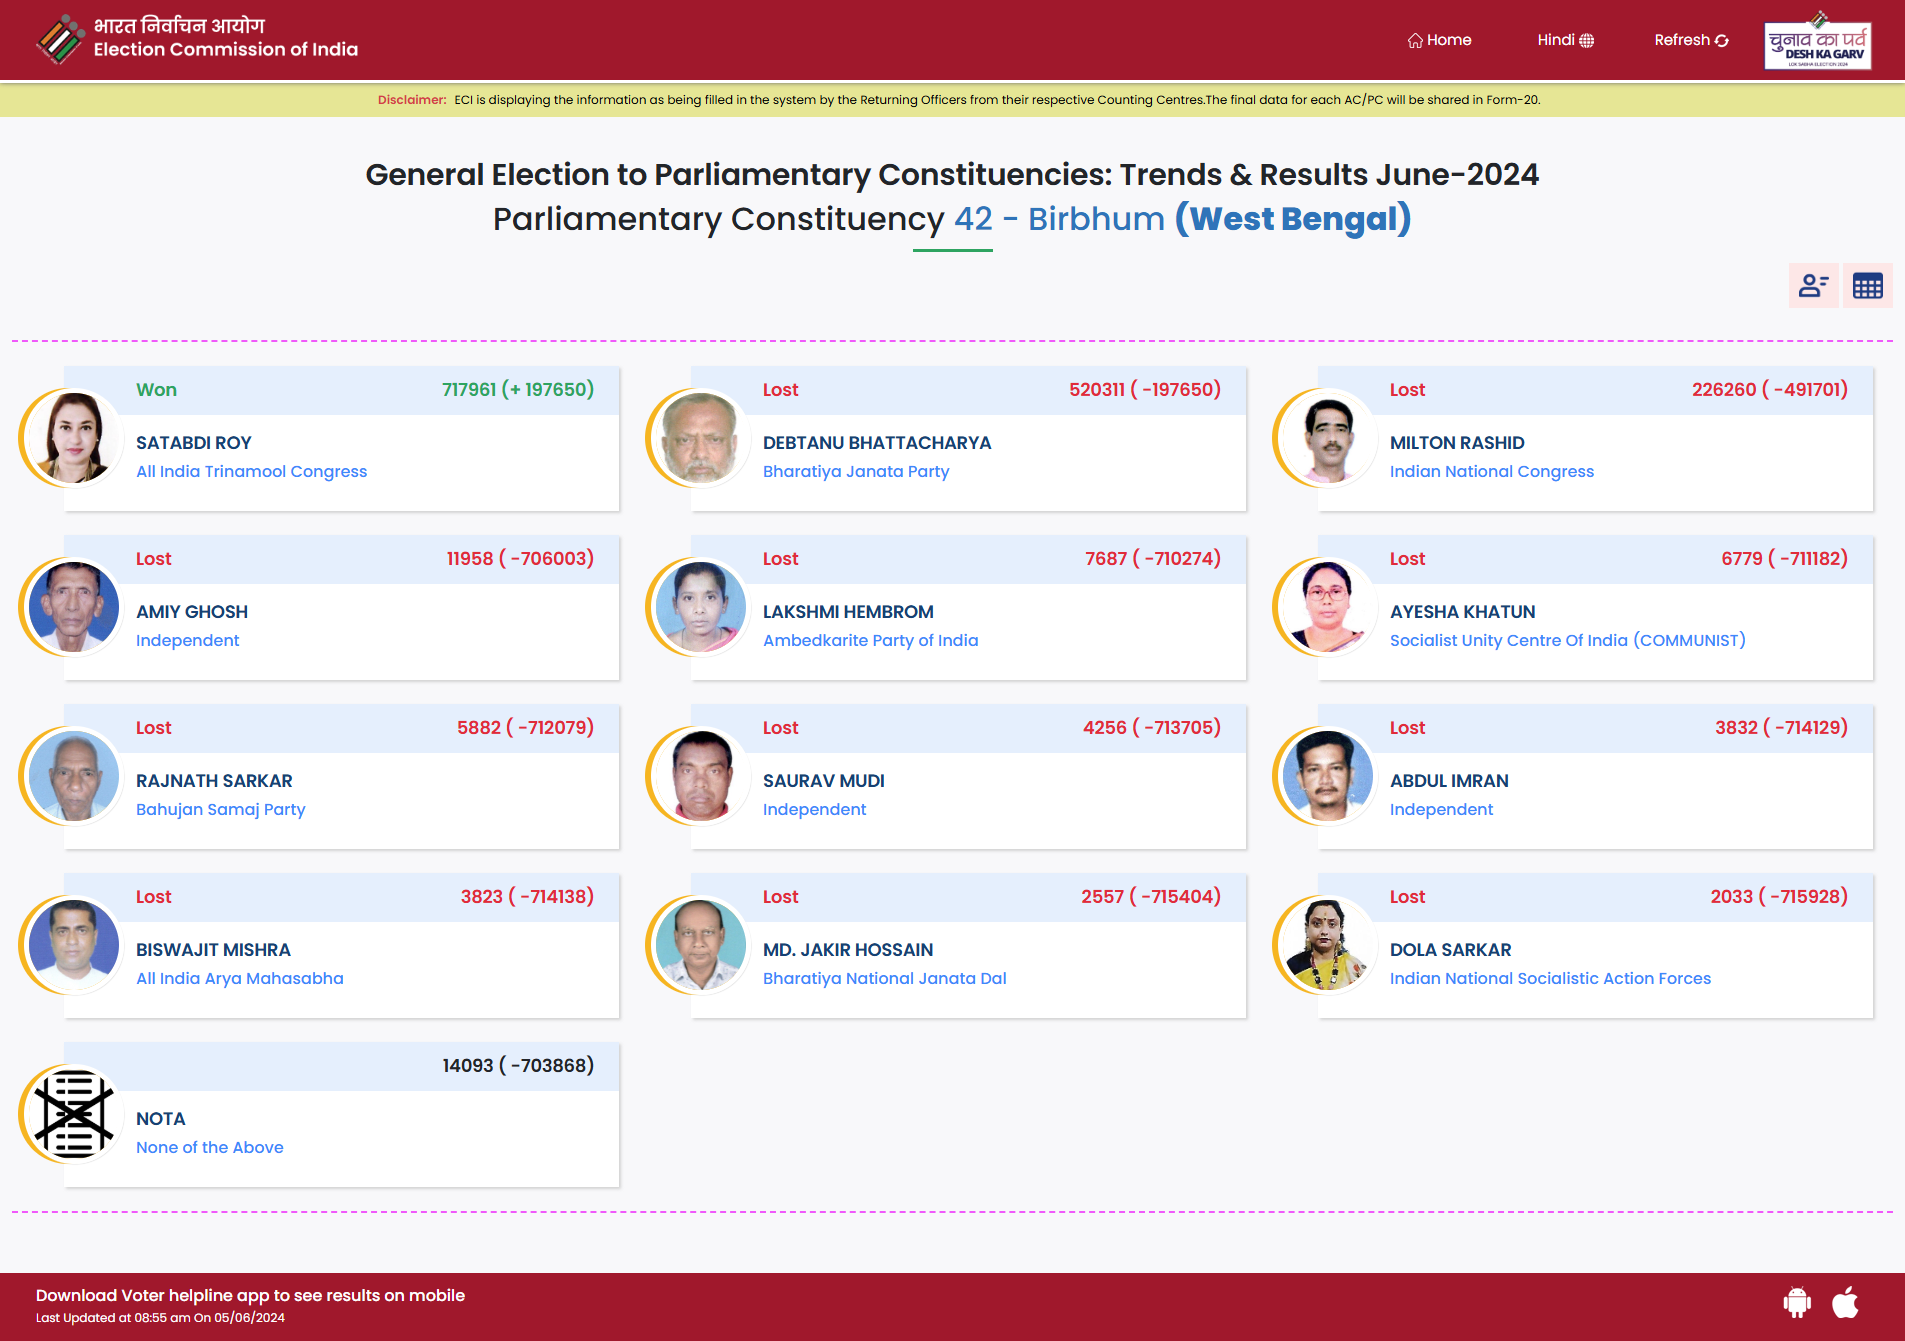 भारत निर्वाचन आयोग
Election Commission of India
Home
Hindi
Refresh
चुनाव का पर्व
DESH KA GARV
LOK SABHA ELECTION 2024
Disclaimer: ECI is displaying the information as being filled in the system by the Returning Officers from their respective Counting Centres.The final data for each AC/PC will be shared in Form-20.
General Election to Parliamentary Constituencies: Trends & Results June-2024
Parliamentary Constituency 42 - Birbhum (West Bengal)
Won 717961 (+ 197650)
SATABDI ROY
All India Trinamool Congress
Lost 520311 ( -197650)
DEBTANU BHATTACHARYA
Bharatiya Janata Party
Lost 226260 ( -491701)
MILTON RASHID
Indian National Congress
Lost 11958 ( -706003)
AMIY GHOSH
Independent
Lost 7687 ( -710274)
LAKSHMI HEMBROM
Ambedkarite Party of India
Lost 6779 ( -711182)
AYESHA KHATUN
Socialist Unity Centre Of India (COMMUNIST)
Lost 5882 ( -712079)
RAJNATH SARKAR
Bahujan Samaj Party
Lost 4256 ( -713705)
SAURAV MUDI
Independent
Lost 3832 ( -714129)
ABDUL IMRAN
Independent
Lost 3823 ( -714138)
BISWAJIT MISHRA
All India Arya Mahasabha
Lost 2557 ( -715404)
MD. JAKIR HOSSAIN
Bharatiya National Janata Dal
Lost 2033 ( -715928)
DOLA SARKAR
Indian National Socialistic Action Forces
14093 ( -703868)
NOTA
None of the Above
Download Voter helpline app to see results on mobile
Last Updated at 08:55 am On 05/06/2024